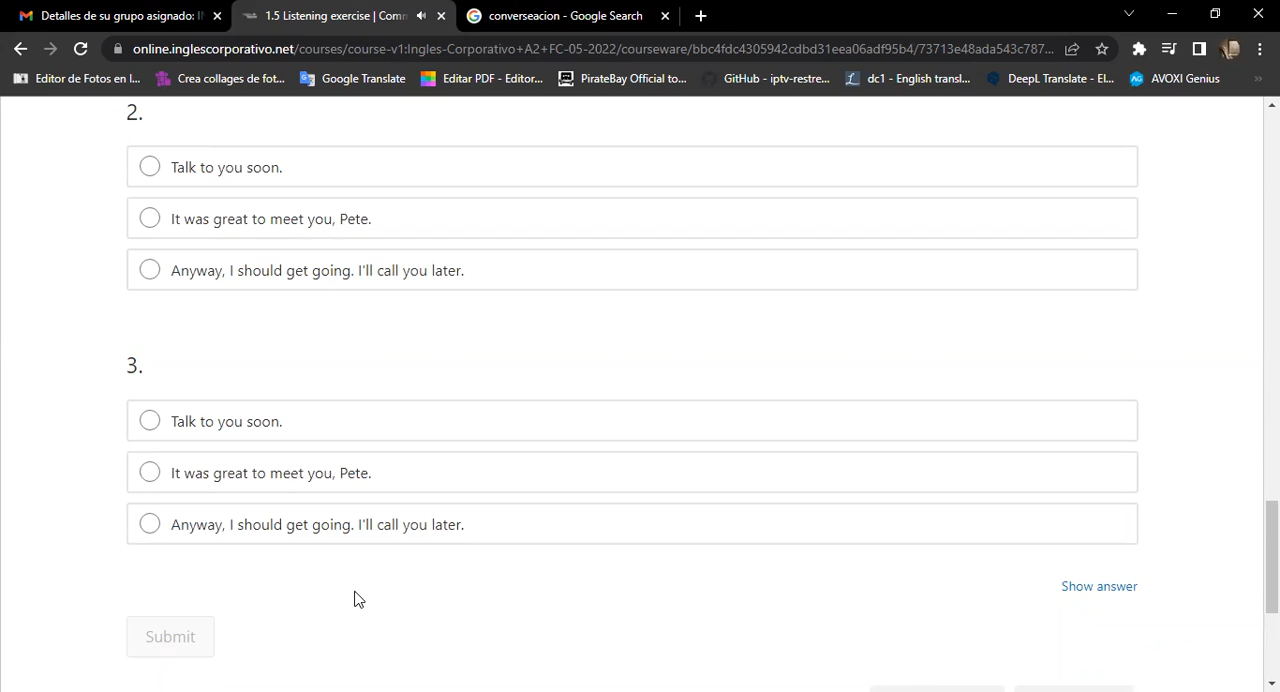 Detalles de su grupo asignado: I
1.5 Listening exercise | Com
converseacion - Google Search
online.inglescorporativo.net/courses/course-v1:Ingles-Corporativo+A2+FC-05-2022/courseware/bbc4fdc4305942cdbd31eea06adf95b4/73713e48ada543c787...
Editor de Fotos en l...
Crea collages de fot...
Google Translate
Editar PDF - Editor...
PirateBay Official to...
GitHub - iptv-restre...
dc1 - English transl...
DeepL Translate - El...
AVOXI Genius
»
2.
Talk to you soon.
It was great to meet you, Pete.
Anyway, I should get going. I'll call you later.
3.
Talk to you soon.
It was great to meet you, Pete.
Anyway, I should get going. I'll call you later.
Show answer
Submit